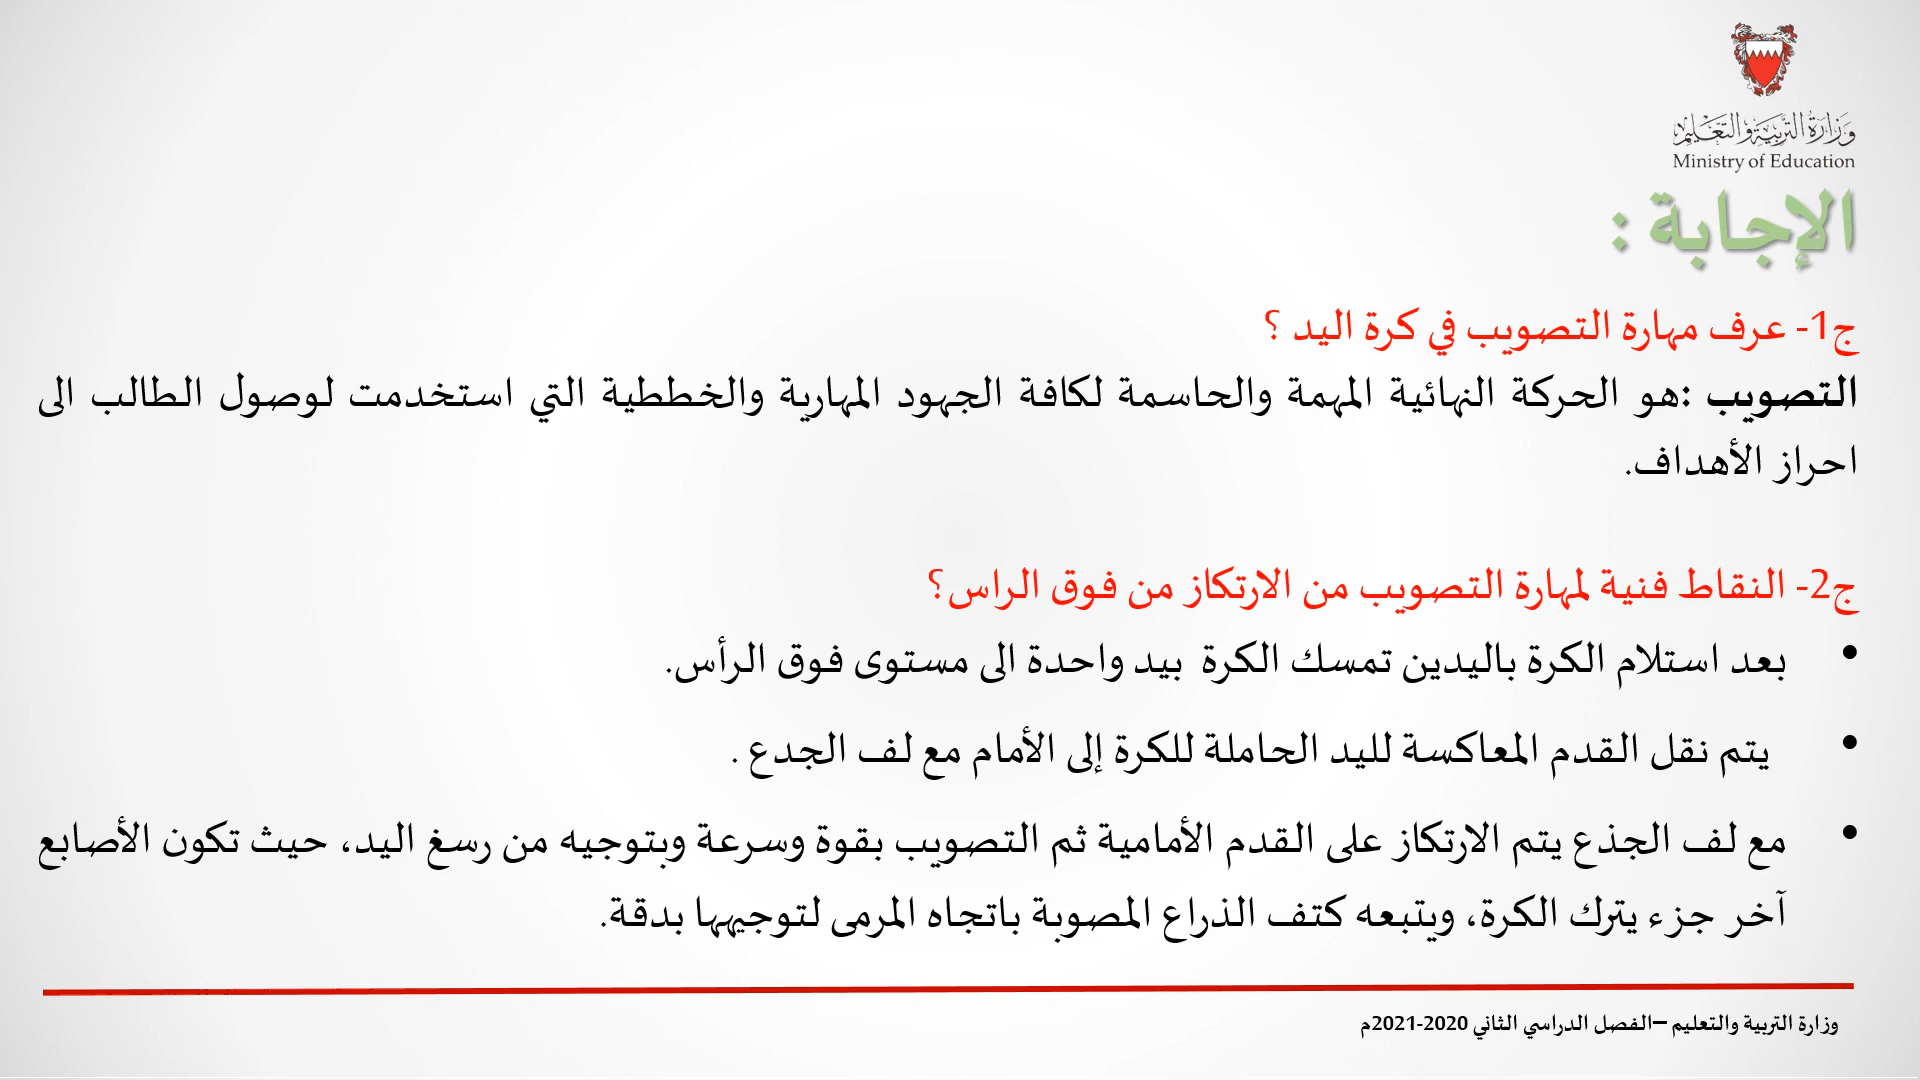 وزارة التربية والتعليم
Ministry of Education
الإجابة :
ج1- عرف مهارة التصويب في كرة اليد ؟
التصويب :هو الحركة النهائية المهمة والحاسمة لكافة الجهود المهارية والخططية التي استخدمت لوصول الطالب الى
احراز الأهداف.
ج2- النقاط فنية لمهارة التصويب من الارتكاز من فوق الراس؟
• بعد استلام الكرة باليدين تمسك الكرة بيد واحدة الى مستوى فوق الرأس.
• يتم نقل القدم المعاكسة لليد الحاملة للكرة إلى الأمام مع لف الجدع .
• مع لف الجذع يتم الارتكاز على القدم الأمامية ثم التصويب بقوة وسرعة وبتوجيه من رسغ اليد، حيث تكون الأصابع
آخر جزء يترك الكرة، ويتبعه كتف الذراع المصوبة باتجاه المرمى لتوجيهها بدقة.
وزارة التربية والتعليم –الفصل الدراسي الثاني 2020-2021م